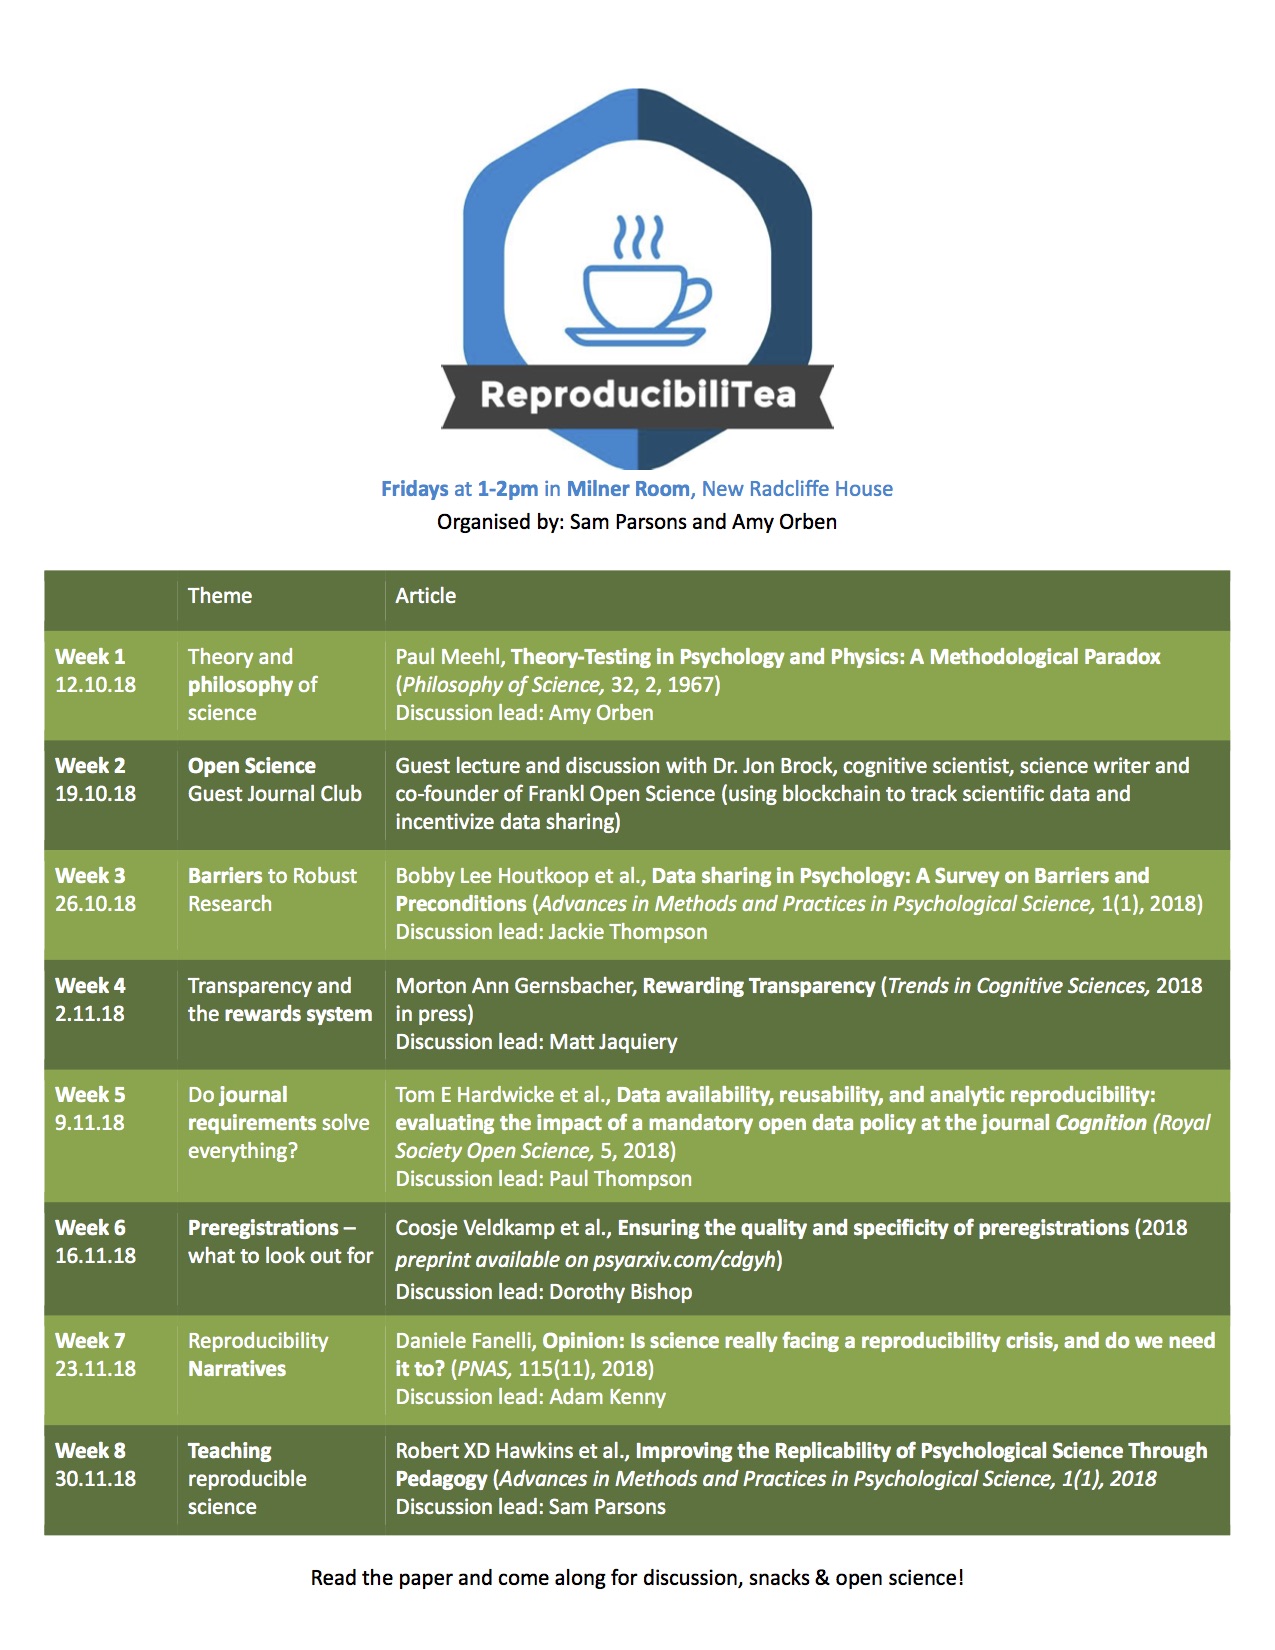 ReproducibiliTea
Fridays at 1-2pm in Milner Room, New Radcliffe House
Organised by: Sam Parsons and Amy Orben
Theme
Article
Week 1
12.10.18
Theory and
philosophy of
science
Paul Meehl, Theory-Testing in Psychology and Physics: A Methodological Paradox
(Philosophy of Science, 32, 2, 1967)
Discussion lead: Amy Orben
Week 2
19.10.18
Open Science
Guest Journal Club
Guest lecture and discussion with Dr. Jon Brock, cognitive scientist, science writer and
co-founder of Frankl Open Science (using blockchain to track scientific data and
incentivize data sharing)
Week 3
26.10.18
Barriers to Robust
Research
Bobby Lee Houtkoop et al., Data sharing in Psychology: A Survey on Barriers and
Preconditions (Advances in Methods and Practices in Psychological Science, 1(1), 2018)
Discussion lead: Jackie Thompson
Week 4
2.11.18
Transparency and
the rewards system
Morton Ann Gernsbacher, Rewarding Transparency (Trends in Cognitive Sciences, 2018
in press)
Discussion lead: Matt Jaquiery
Week 5
9.11.18
Do journal
requirements solve
everything?
Tom E Hardwicke et al., Data availability, reusability, and analytic reproducibility:
evaluating the impact of a mandatory open data policy at the journal Cognition (Royal
Society Open Science, 5, 2018)
Discussion lead: Paul Thompson
Week 6
16.11.18
Preregistrations –
what to look out for
Coosje Veldkamp et al., Ensuring the quality and specificity of preregistrations (2018
preprint available on psyarxiv.com/cdgyh)
Discussion lead: Dorothy Bishop
Week 7
23.11.18
Reproducibility
Narratives
Daniele Fanelli, Opinion: Is science really facing a reproducibility crisis, and do we need
it to? (PNAS, 115(11), 2018)
Discussion lead: Adam Kenny
Week 8
30.11.18
Teaching
reproducible
science
Robert XD Hawkins et al., Improving the Replicability of Psychological Science Through
Pedagogy (Advances in Methods and Practices in Psychological Science, 1(1), 2018
Discussion lead: Sam Parsons
Read the paper and come along for discussion, snacks & open science!